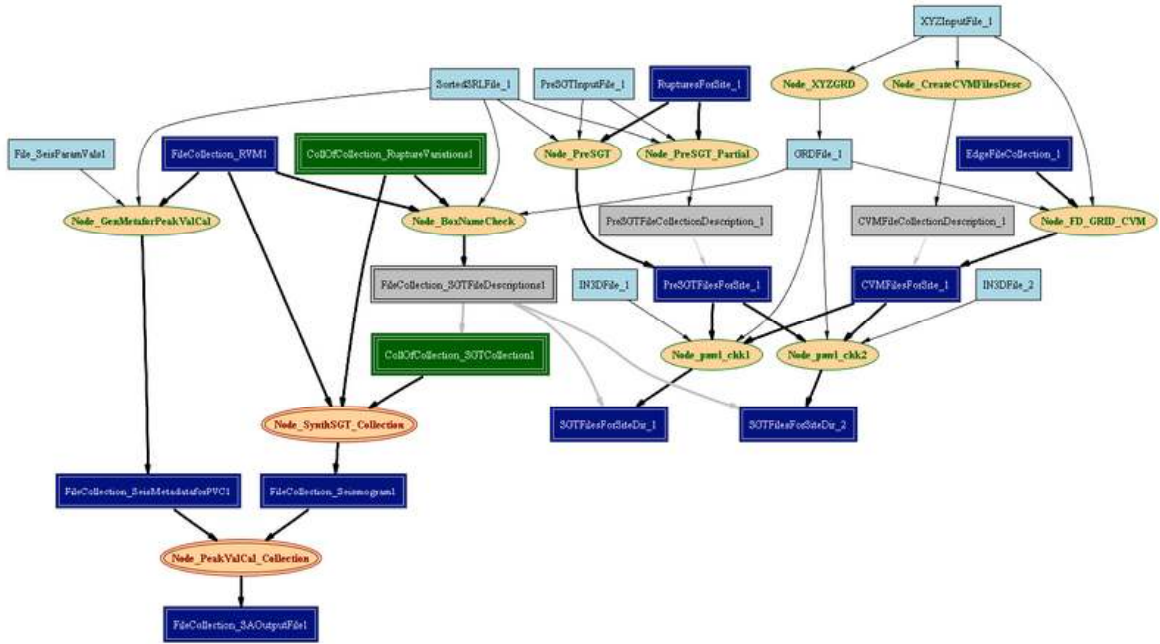 XYZInputFile_1
SortedSRLFile_1
PreSGTInputFile_1
RupturesForSite_1
Node_XYZGRD
Node_CreateCVMFilesDesc
File_SeisParamVals1
FileCollection_RVM1
CollOfCollection_RuptureVariations1
Node_PreSGT
Node_PreSGT_Partial
GRDFile_1
EdgeFileCollection_1
Node_GenMetaforPeakValCal
Node_BoxNameCheck
PreSGTFileCollectionDescription_1
CVMFileCollectionDescription_1
Node_FD_GRID_CVM
FileCollection_SGTFileDescriptions1
IN3DFile_1
PreSGTFilesForSite_1
CVMFilesForSite_1
IN3DFile_2
CollOfCollection_SGTCollection1
Node_pawl_chk1
Node_pawl_chk2
Node_SynthSGT_Collection
SGTFilesForSiteDir_1
SGTFilesForSiteDir_2
FileCollection_SeisMetadataforPVC1
FileCollection_Seismogram1
Node_PeakValCal_Collection
FileCollection_SAOutputFile1